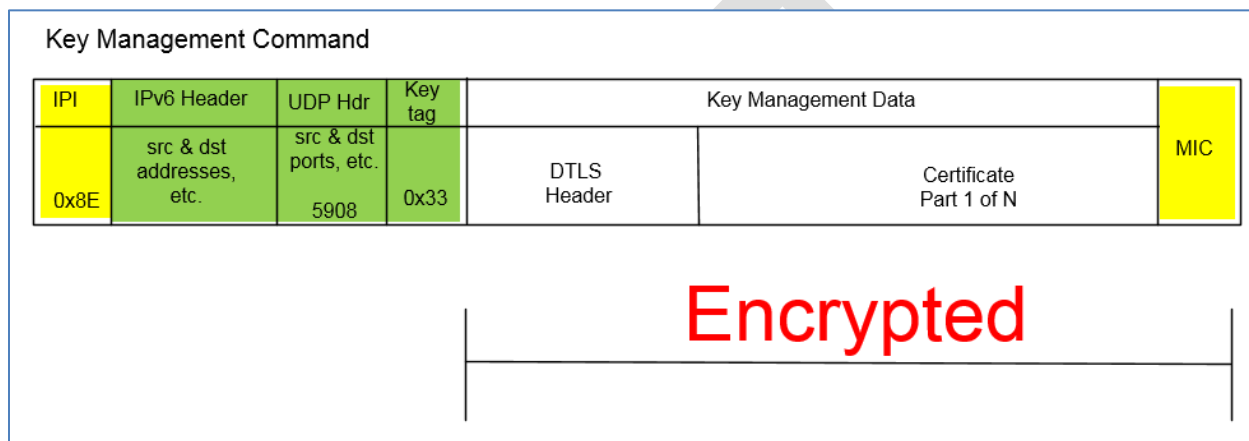 Key Management Command
IPI
IPv6 Header
UDP Hdr
Key
tag
Key Management Data
MIC
0x8E
src & dst
addresses,
etc.
src & dst
ports, etc.
5908
0x33
DTLS
Header
Certificate
Part 1 of N
Encrypted